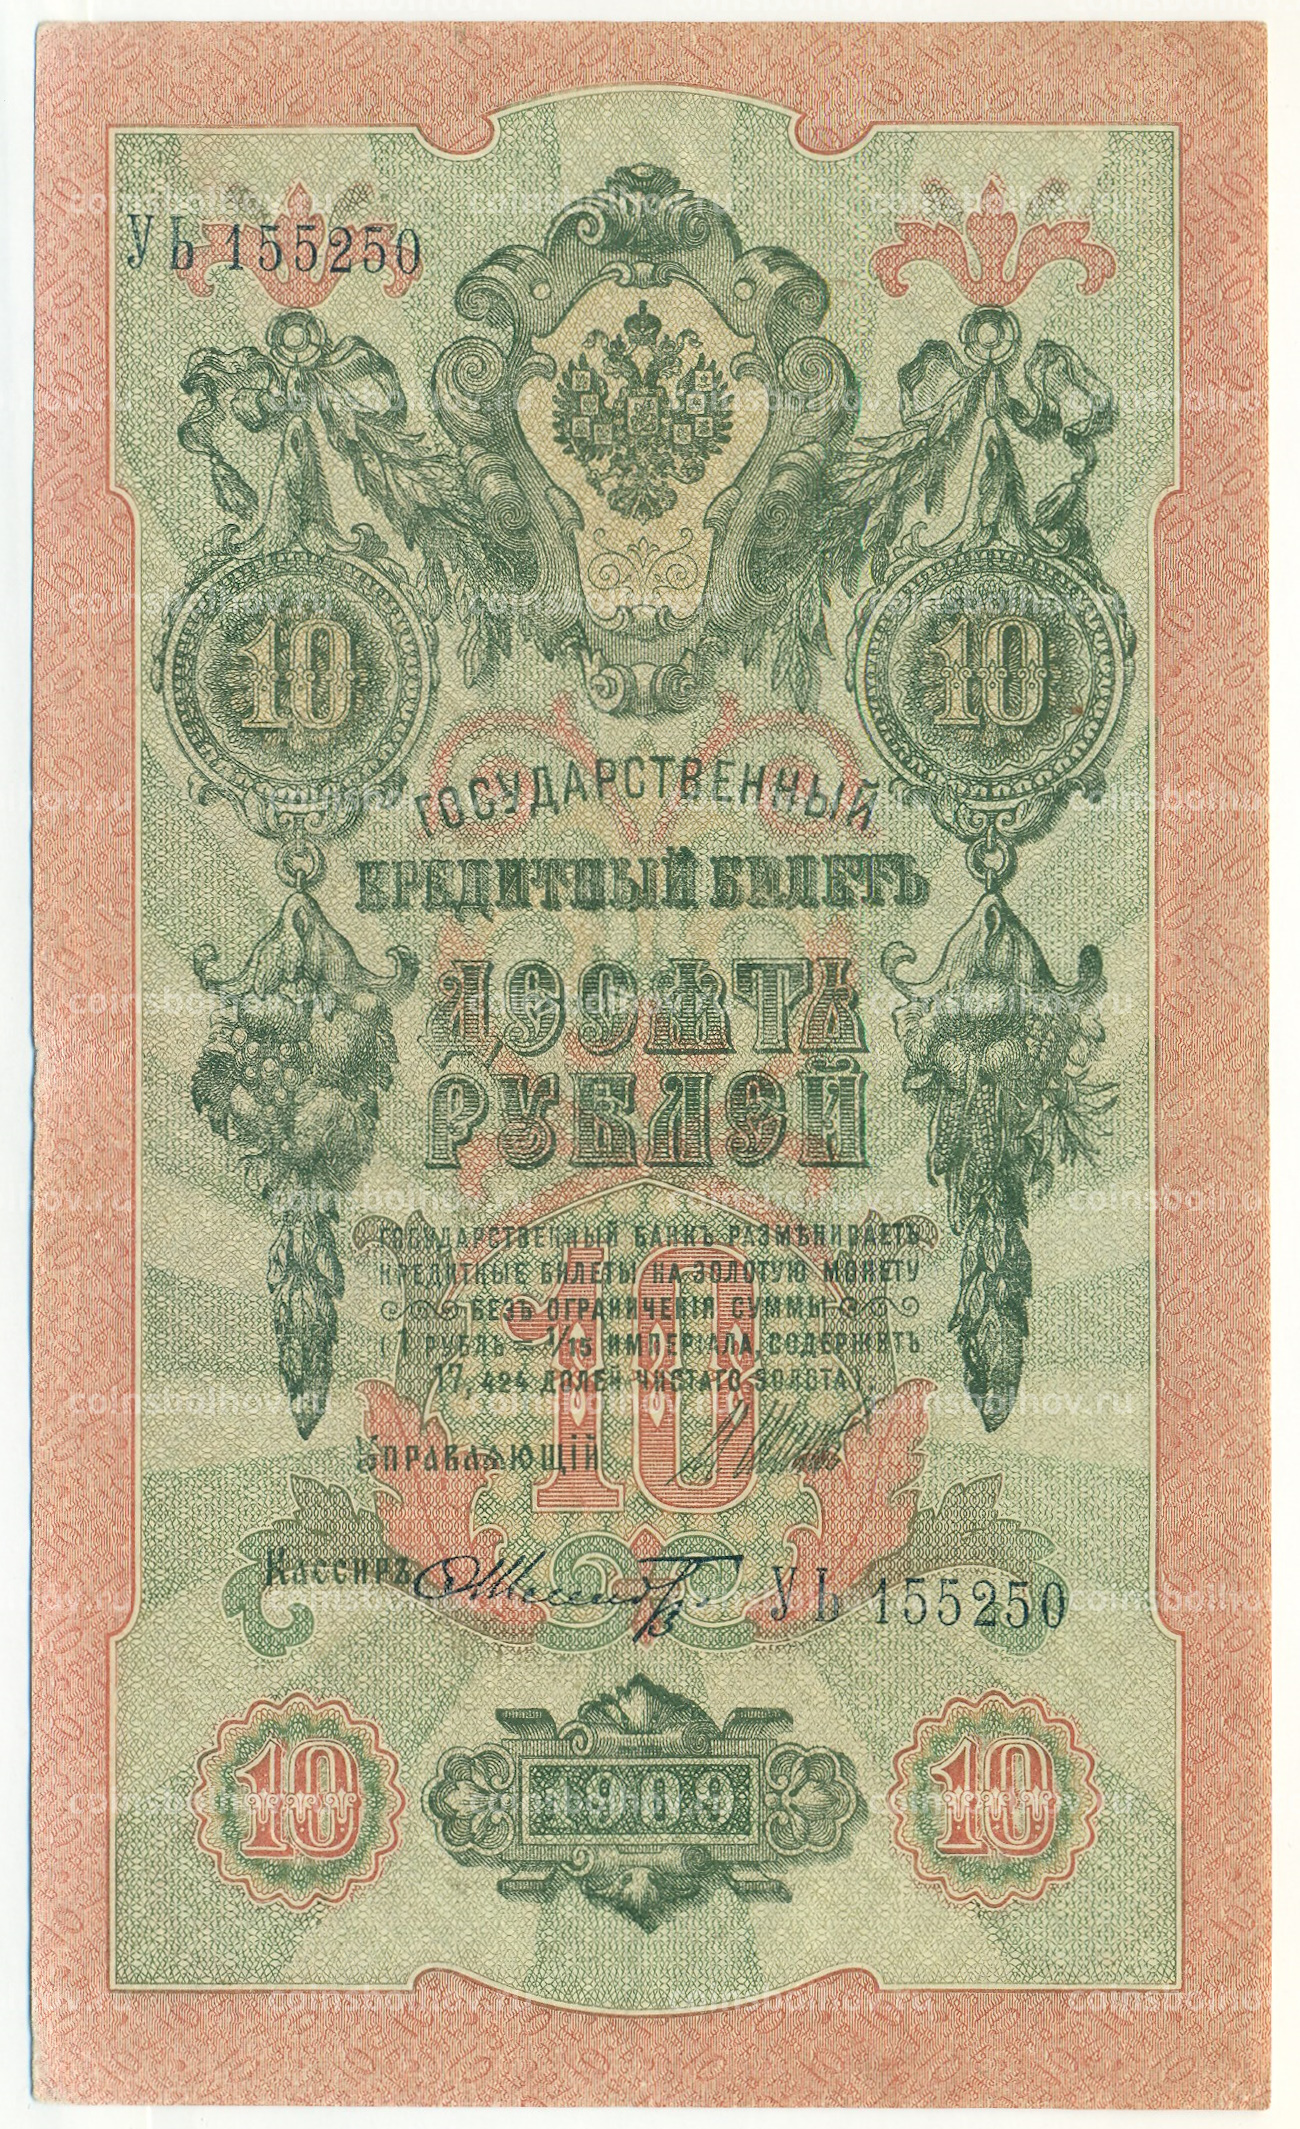 УЬ 155250
10 10
ГОСУДАРСТВЕННЫЙ
КРЕДИТНЫЙ БИЛЕТЪ
ДЕСЯТЬ
РУБЛЕЙ
ГОСУДАРСТВЕННЫЙ БАНКЪ РАЗМѢНИВАЕТЪ
КРЕДИТНЫЕ БИЛЕТЫ НА ЗОЛОТУЮ МОНЕТУ
БЕЗЪ ОГРАНИЧЕНІЯ СУММЫ
(1 РУБЛЬ = 1/15 ИМПЕРІАЛА, СОДЕРЖИТЪ
17,424 ДОЛЕЙ ЧИСТАГО ЗОЛОТА).
10
УПРАВЛЯЮЩІЙ
Кассиръ
УЬ 155250
10 1909 10
coinsbolhov.ru